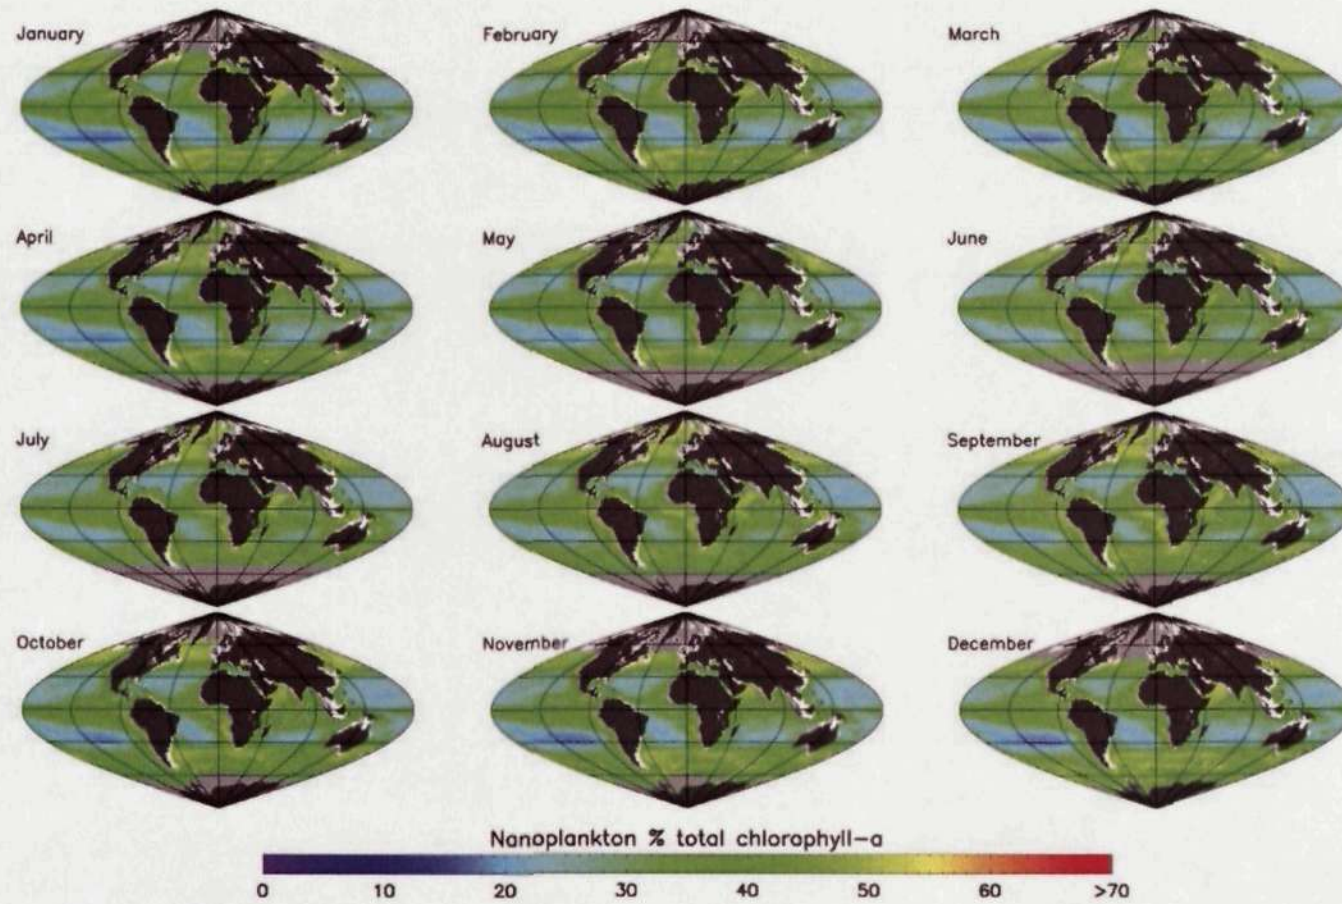 January
February
March
April
May
June
July
August
September
October
November
December
Nanoplankton % total chlorophyll-a
0 10 20 30 40 50 60 >70